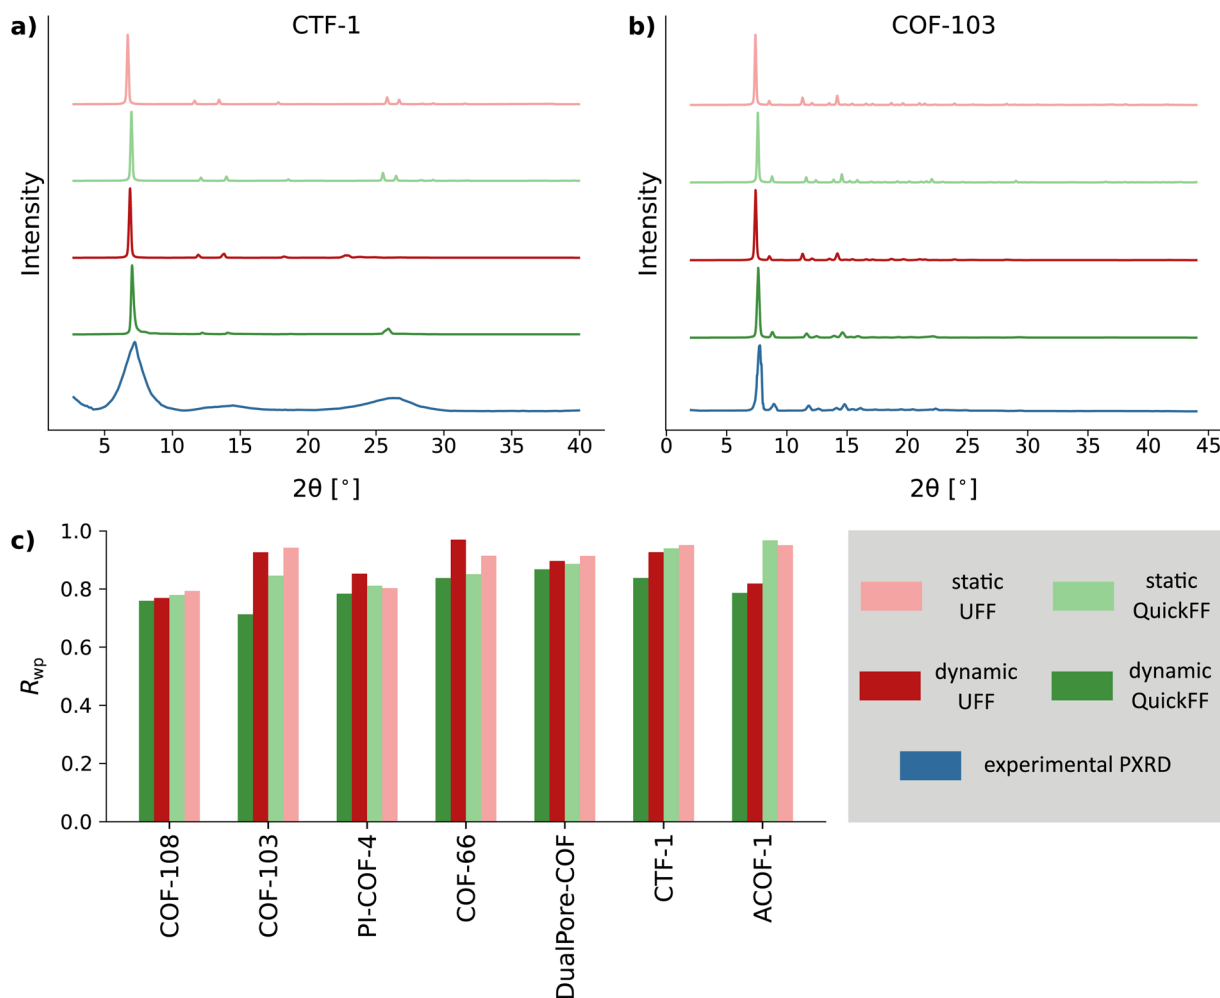 a)
CTF-1
Intensity
5 10 15 20 25 30 35 40
2θ [°]
b)
COF-103
Intensity
0 5 10 15 20 25 30 35 40 45
2θ [°]
c)
1.0
0.8
0.6
0.4
0.2
0.0
Rwp
COF-108
COF-103
PI-COF-4
COF-66
DualPore-COF
CTF-1
ACOF-1
static
UFF
static
QuickFF
dynamic
UFF
dynamic
QuickFF
experimental PXRD